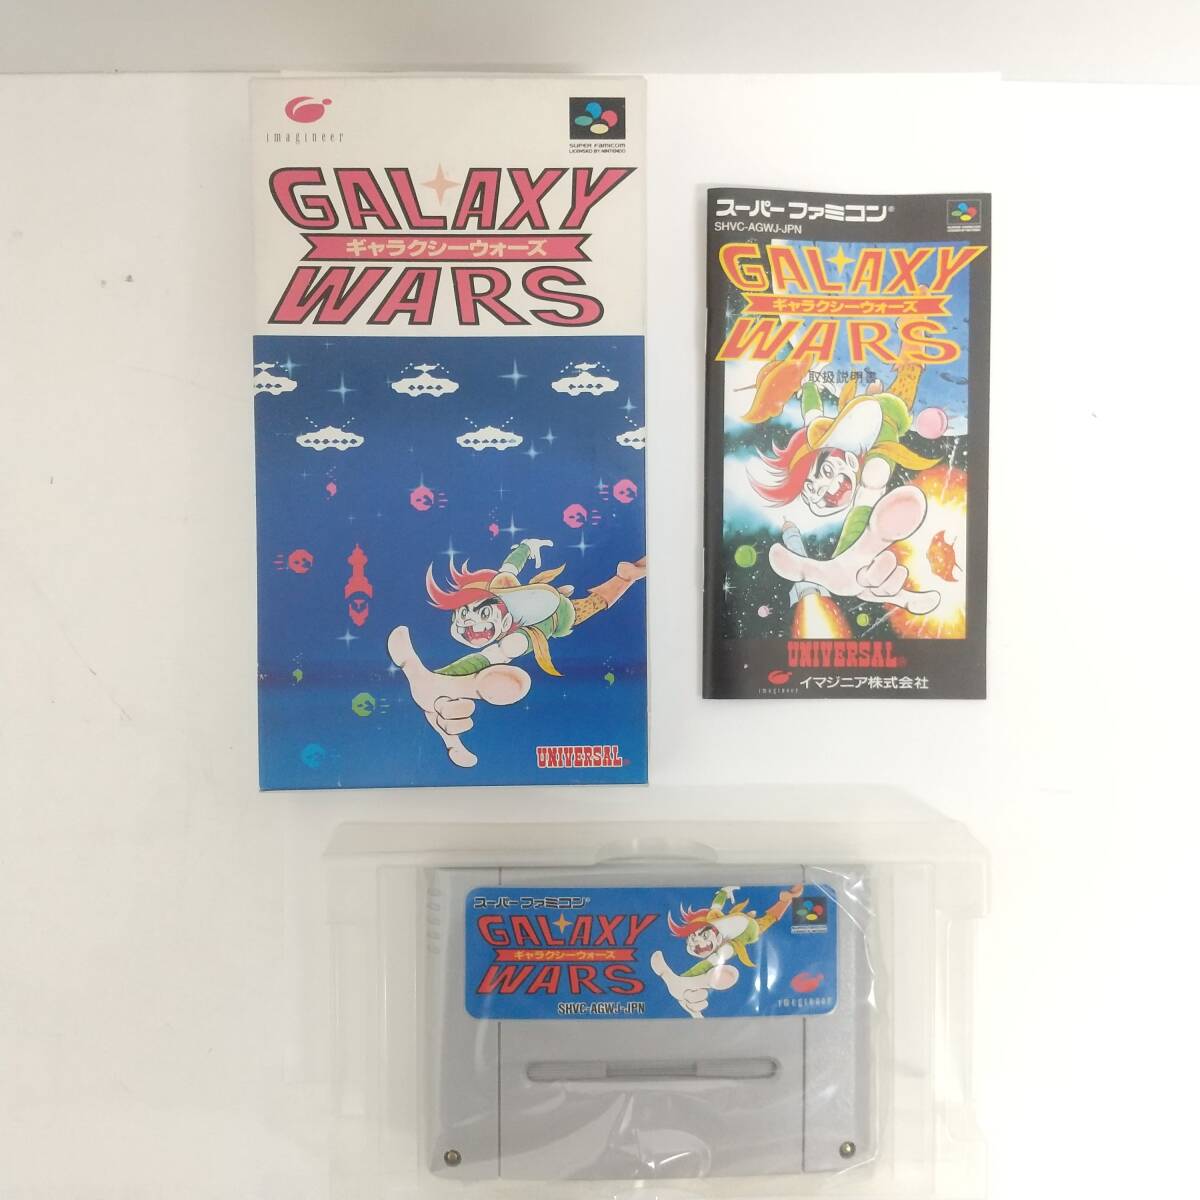 imagineer
SUPER FAMICOM
LICENSED BY NINTENDO
GALAXY
ギャラクシーウォーズ
WARS
UNIVERSAL®
スーパーファミコン®
SHVC-AGWJ-JPN
GALAXY
ギャラクシーウォーズ
WARS
取扱説明書
UNIVERSAL®
imagineer
イマジニア株式会社
スーパーファミコン®
GALAXY
ギャラクシーウォーズ
WARS
SHVC-AGWJ-JPN
imagineer